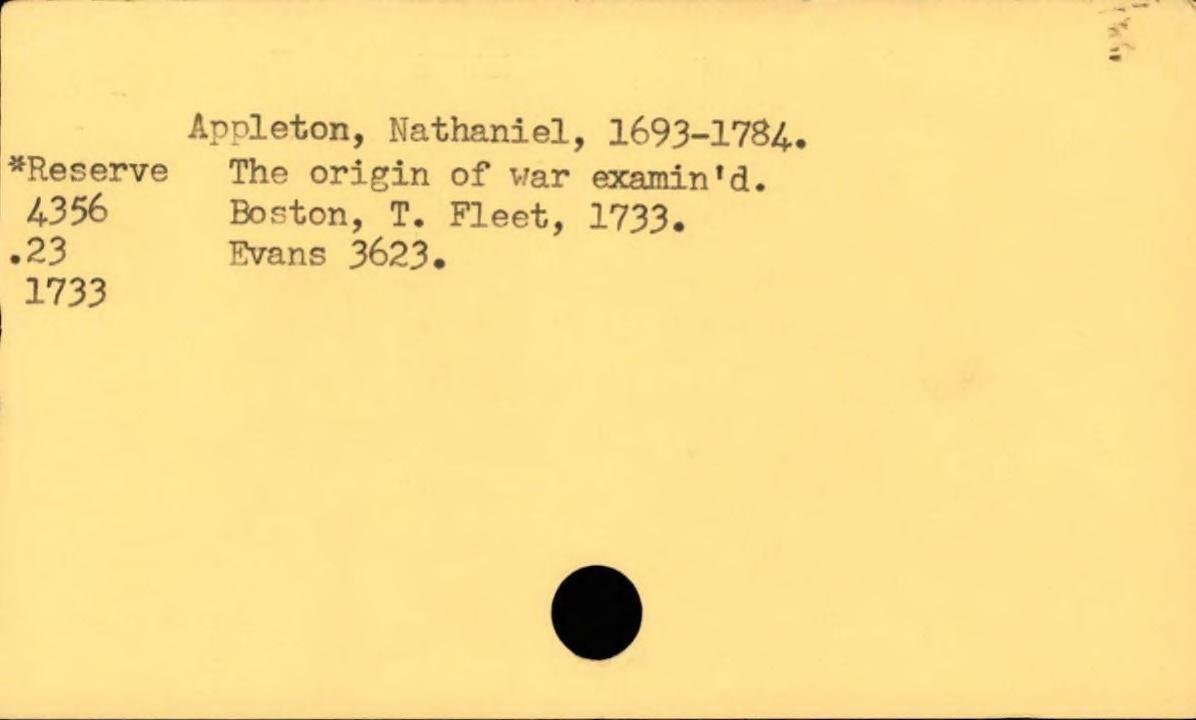 Appleton, Nathaniel, 1693-1784.
*Reserve The origin of war examin'd.
4356 Boston, T. Fleet, 1733.
.23 Evans 3623.
1733